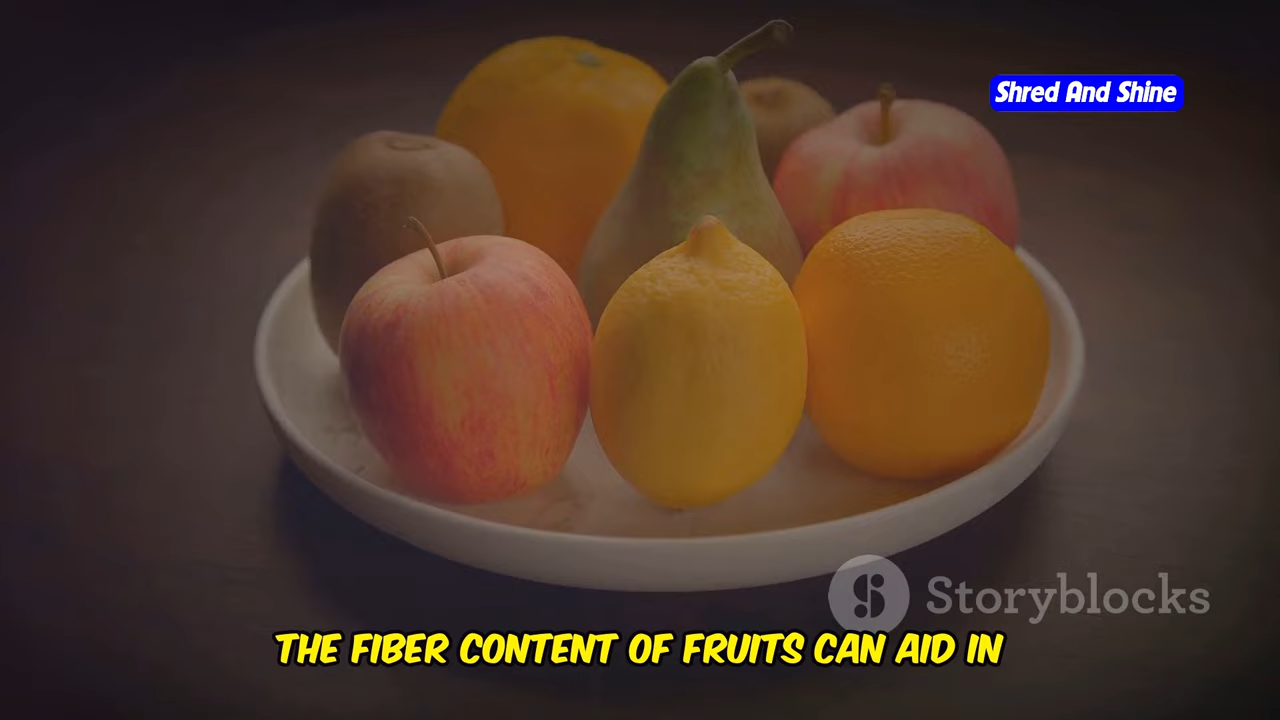 Shred And Shine
Storyblocks
THE FIBER CONTENT OF FRUITS CAN AID IN